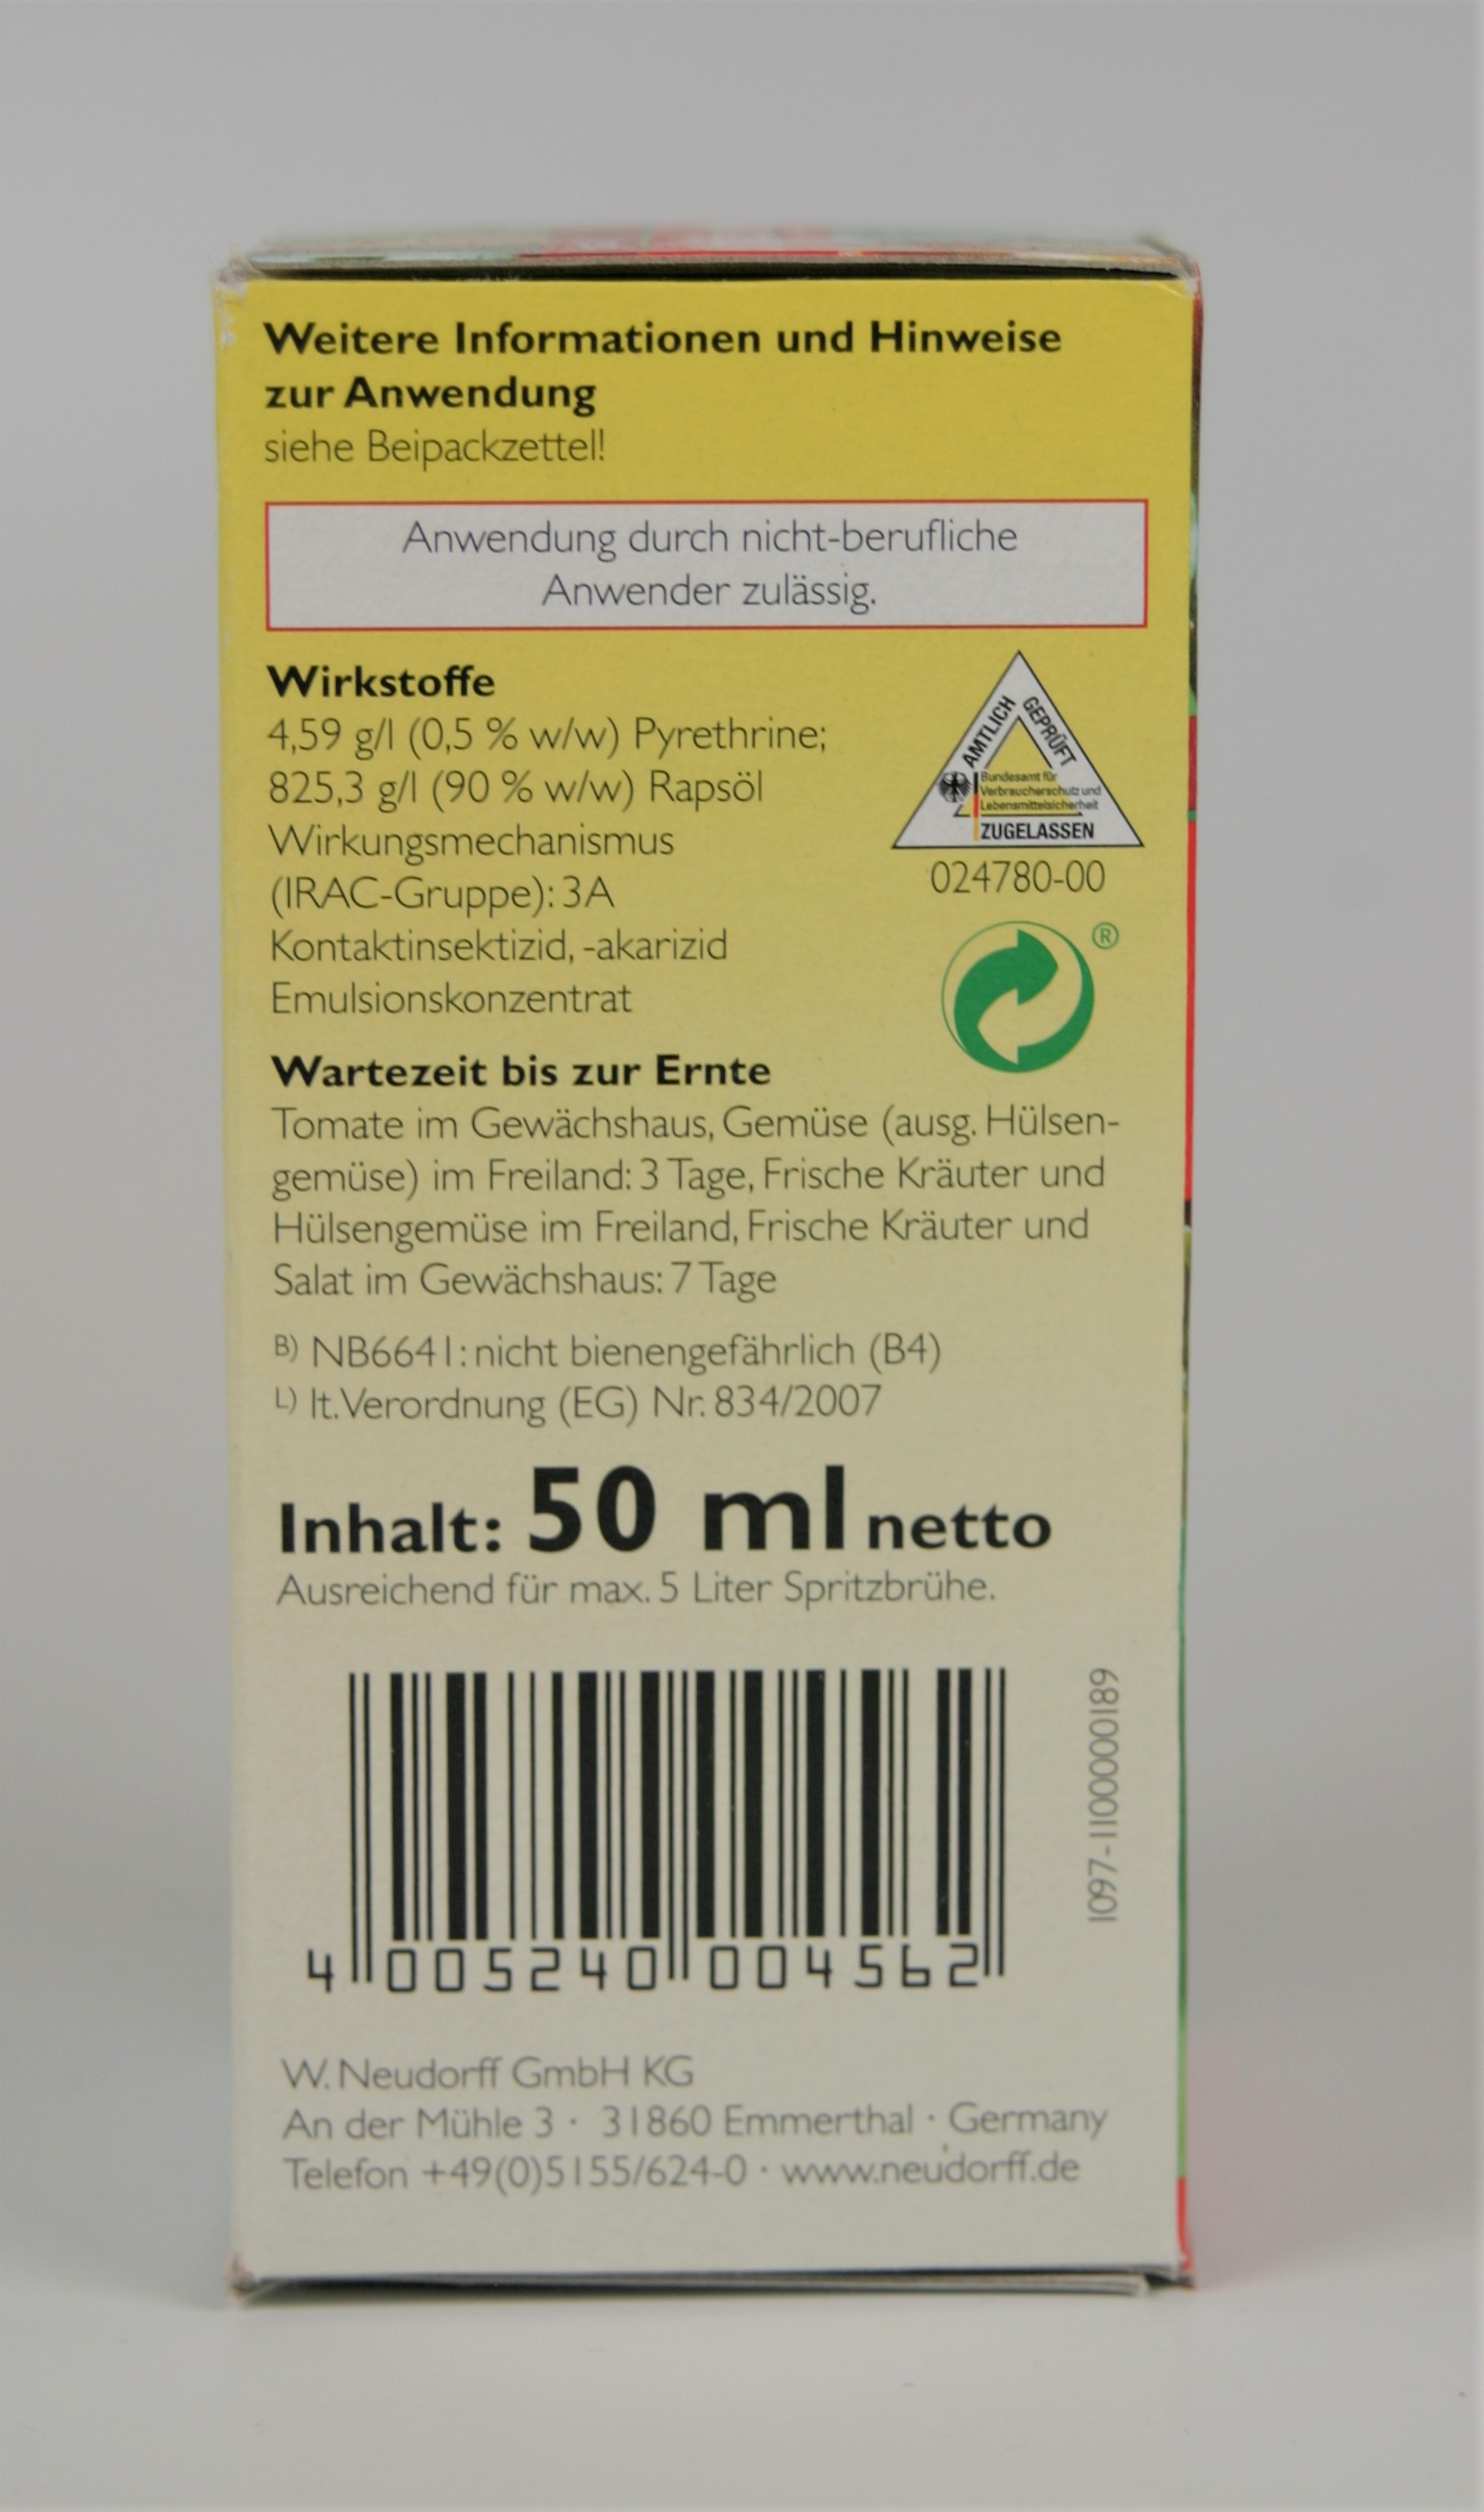 Weitere Informationen und Hinweise
zur Anwendung
siehe Beipackzettel!
Anwendung durch nicht-berufliche
Anwender zulässig.
Wirkstoffe
4,59 g/l (0,5 % w/w) Pyrethrine;
825,3 g/l (90 % w/w) Rapsöl
Wirkungsmechanismus
(IRAC-Gruppe): 3A
Kontaktinsektizid, -akarizid
Emulsionskonzentrat
AMTLICH GEPRÜFT
Bundesamt für
Verbraucherschutz und
Lebensmittelsicherheit
ZUGELASSEN
024780-00
®
Wartezeit bis zur Ernte
Tomate im Gewächshaus, Gemüse (ausg. Hülsen-
gemüse) im Freiland: 3 Tage, Frische Kräuter und
Hülsengemüse im Freiland, Frische Kräuter und
Salat im Gewächshaus: 7 Tage
B) NB6641: nicht bienengefährlich (B4)
L) lt. Verordnung (EG) Nr. 834/2007
Inhalt: 50 ml netto
Ausreichend für max. 5 Liter Spritzbrühe.
4 005240 004562
1097-1100000189
W. Neudorff GmbH KG
An der Mühle 3 · 31860 Emmerthal · Germany
Telefon +49(0)5155/624-0 · www.neudorff.de